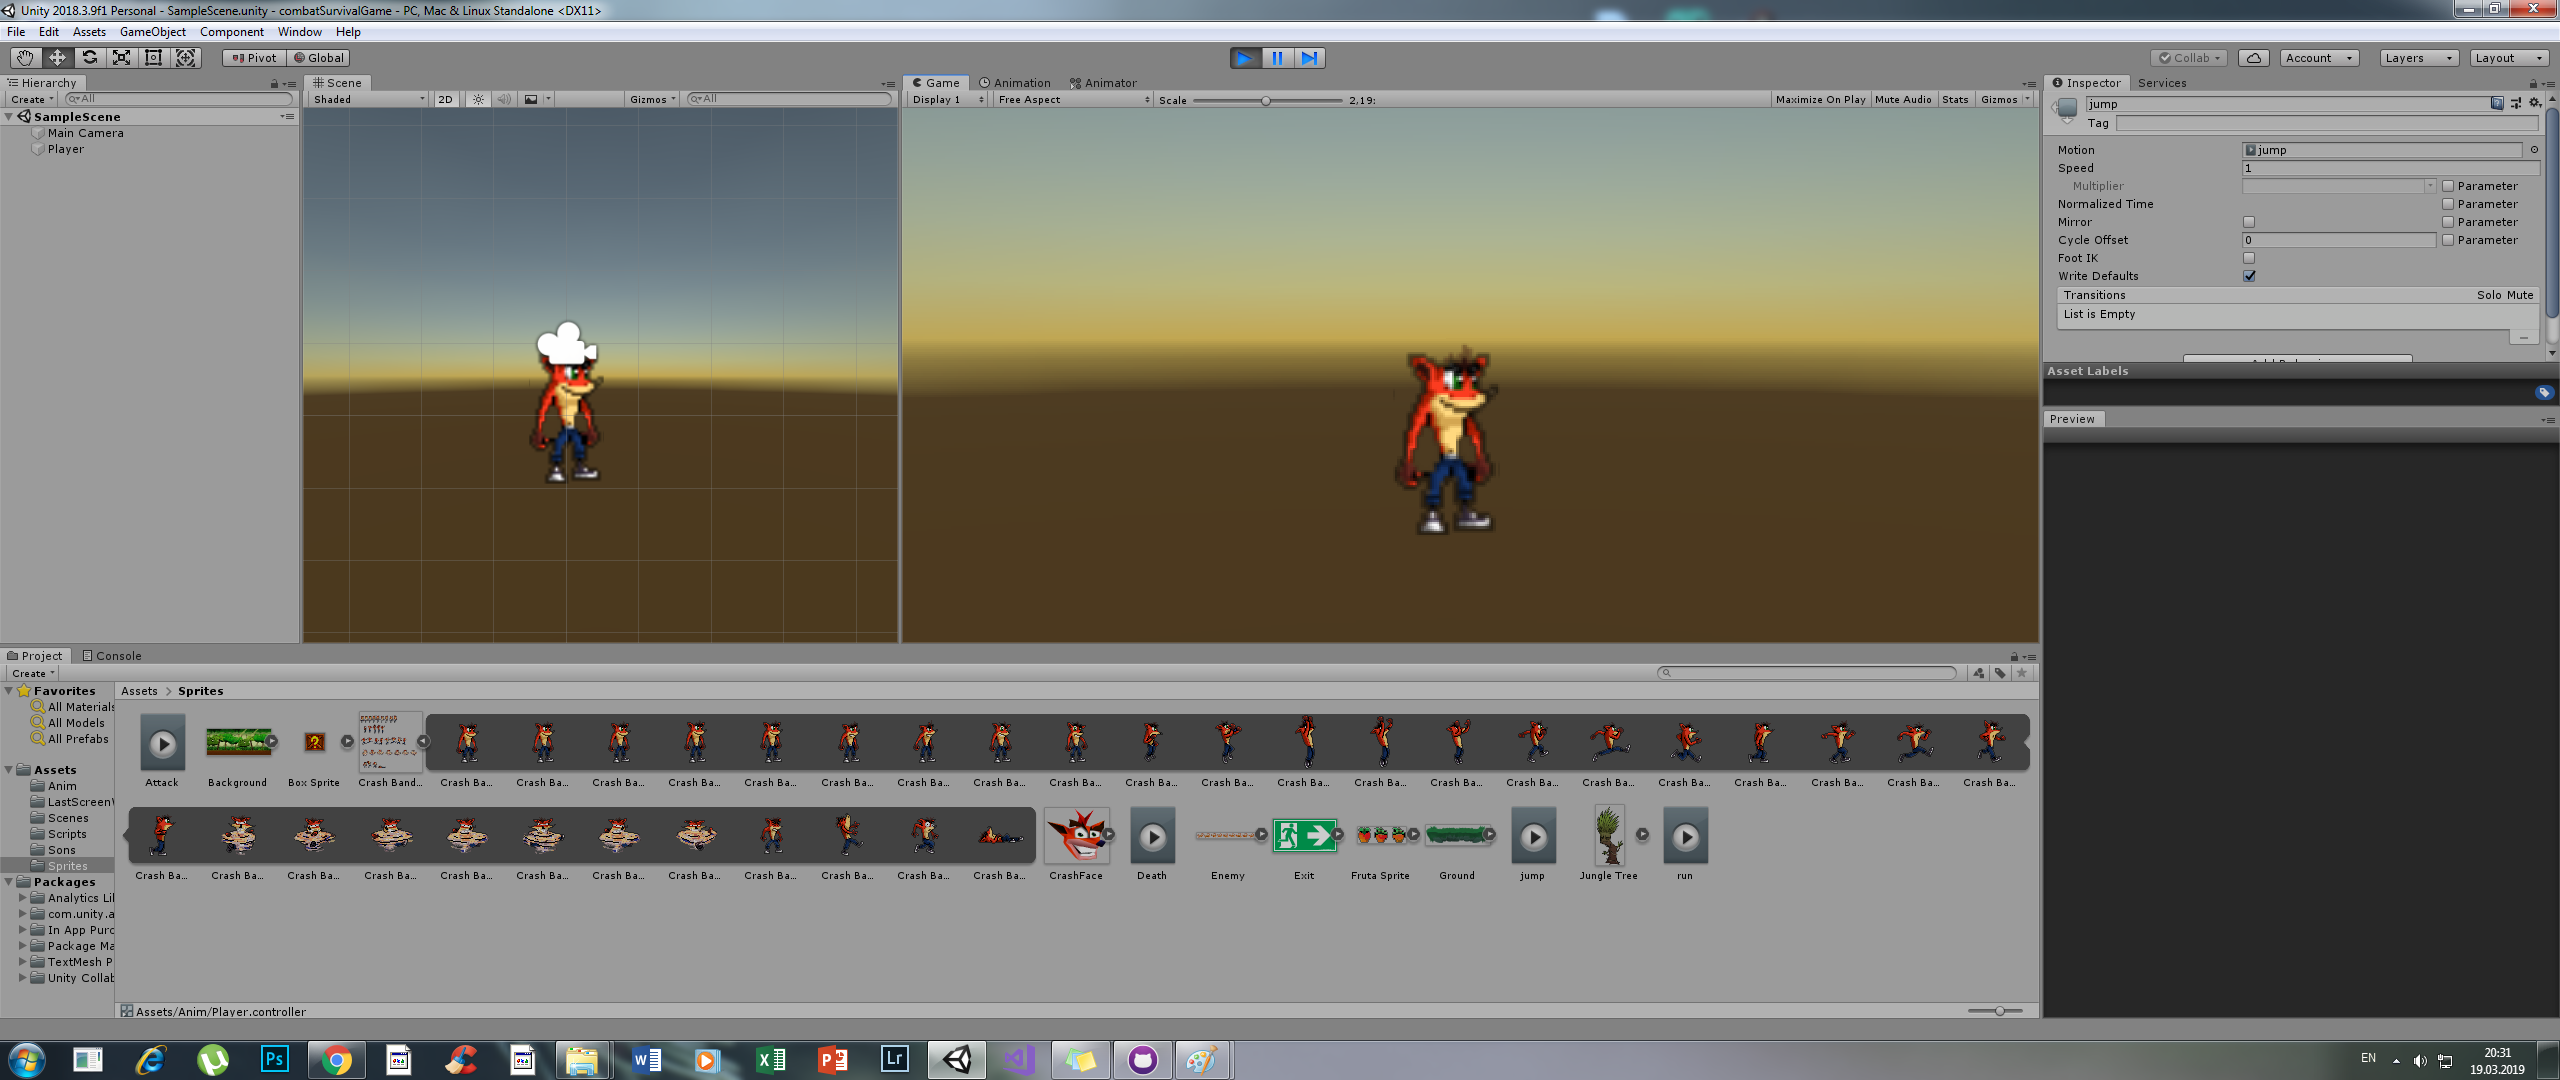 Unity 2018.3.9f1 Personal - SampleScene.unity - combatSurvivalGame - PC, Mac & Linux Standalone <DX11>
File Edit Assets GameObject Component Window Help
Pivot Global Collab Account Layers Layout
Hierarchy
Create All
SampleScene
Main Camera
Player
Scene
Shaded 2D Gizmos All
Game Animation Animator
Display 1 Free Aspect Scale 2,19: Maximize On Play Mute Audio Stats Gizmos
Inspector Services
jump
Tag
Motion jump
Speed 1
Multiplier Parameter
Normalized Time Parameter
Mirror Parameter
Cycle Offset 0 Parameter
Foot IK
Write Defaults
Transitions Solo Mute
List is Empty
Asset Labels
Preview
Project Console
Create
Favorites
All Materials
All Models
All Prefabs
Assets
Anim
LastScreen
Scenes
Scripts
Sons
Sprites
Packages
Analytics Lil
com.unity.a
In App Purc
Package Ma
TextMesh P
Unity Collab
Assets > Sprites
Attack Background Box Sprite Crash Band... Crash Ba... Crash Ba... Crash Ba... Crash Ba... Crash Ba... Crash Ba... Crash Ba... Crash Ba... Crash Ba... Crash Ba... Crash Ba... Crash Ba... Crash Ba... Crash Ba... Crash Ba... Crash Ba... Crash Ba... Crash Ba... Crash Ba... Crash Ba... Crash Ba...
Crash Ba... Crash Ba... Crash Ba... Crash Ba... Crash Ba... Crash Ba... Crash Ba... Crash Ba... Crash Ba... Crash Ba... Crash Ba... Crash Ba... CrashFace Death Enemy Exit Fruta Sprite Ground jump Jungle Tree run
Assets/Anim/Player.controller
Ps Lr
EN 20:31
19.03.2019